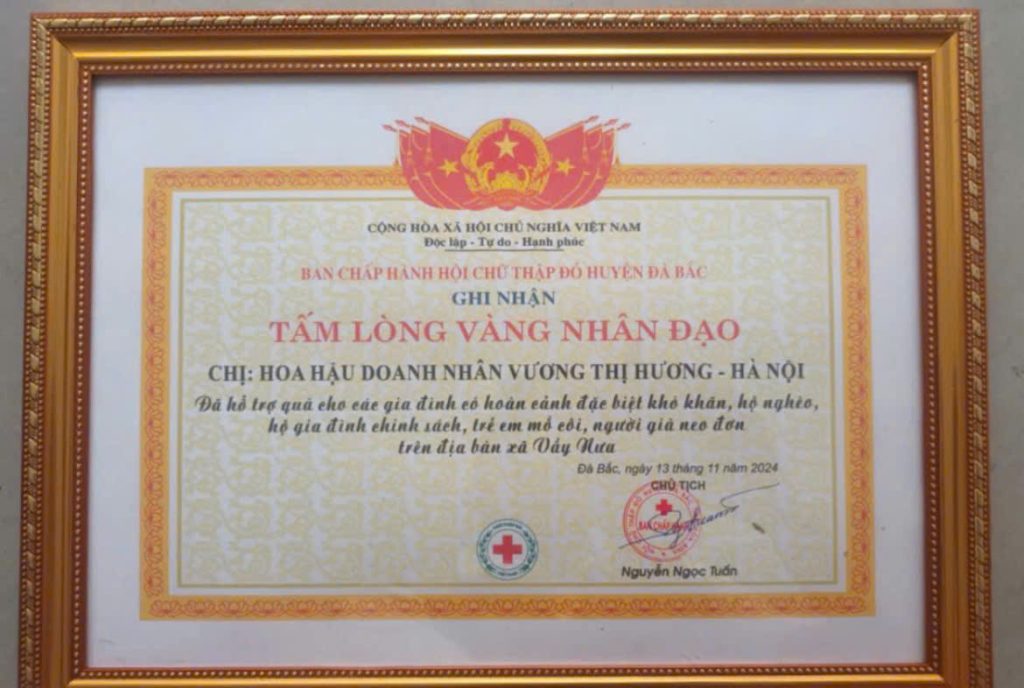 CỘNG HÒA XÃ HỘI CHỦ NGHĨA VIỆT NAM
Độc lập - Tự do - Hạnh phúc
BAN CHẤP HÀNH HỘI CHỮ THẬP ĐỎ HUYỆN ĐÀ BẮC
GHI NHẬN
TẤM LÒNG VÀNG NHÂN ĐẠO
CHỊ: HOA HẬU DOANH NHÂN VƯƠNG THỊ HƯƠNG - HÀ NỘI
Đã hỗ trợ quà cho các gia đình có hoàn cảnh đặc biệt khó khăn, hộ nghèo,
hộ gia đình chính sách, trẻ em mồ côi, người già neo đơn
trên địa bàn xã Vầy Nưa
Đà Bắc, ngày 13 tháng 11 năm 2024
CHỦ TỊCH
BAN CHẤP
Nguyễn Ngọc Tuấn